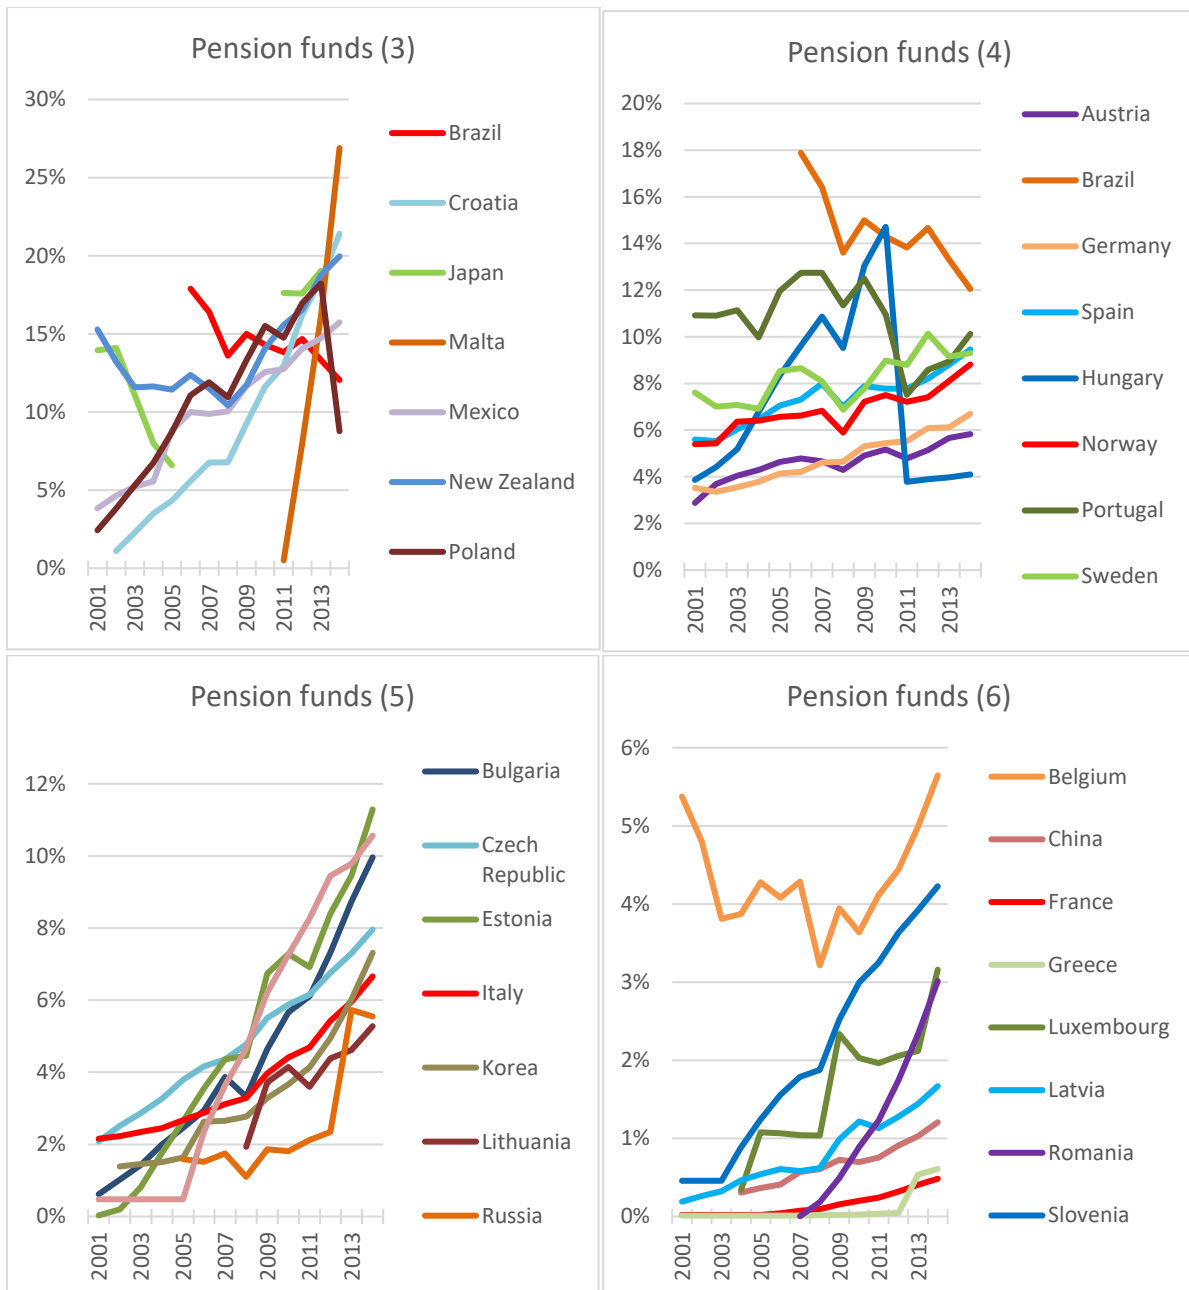 Pension funds (3)
30%
25%
20%
15%
10%
5%
0%
2001
2003
2005
2007
2009
2011
2013
Brazil
Croatia
Japan
Malta
Mexico
New Zealand
Poland
Pension funds (4)
20%
18%
16%
14%
12%
10%
8%
6%
4%
2%
0%
2001
2003
2005
2007
2009
2011
2013
Austria
Brazil
Germany
Spain
Hungary
Norway
Portugal
Sweden
Pension funds (5)
12%
10%
8%
6%
4%
2%
0%
2001
2003
2005
2007
2009
2011
2013
Bulgaria
Czech
Republic
Estonia
Italy
Korea
Lithuania
Russia
Pension funds (6)
6%
5%
4%
3%
2%
1%
0%
2001
2003
2005
2007
2009
2011
2013
Belgium
China
France
Greece
Luxembourg
Latvia
Romania
Slovenia